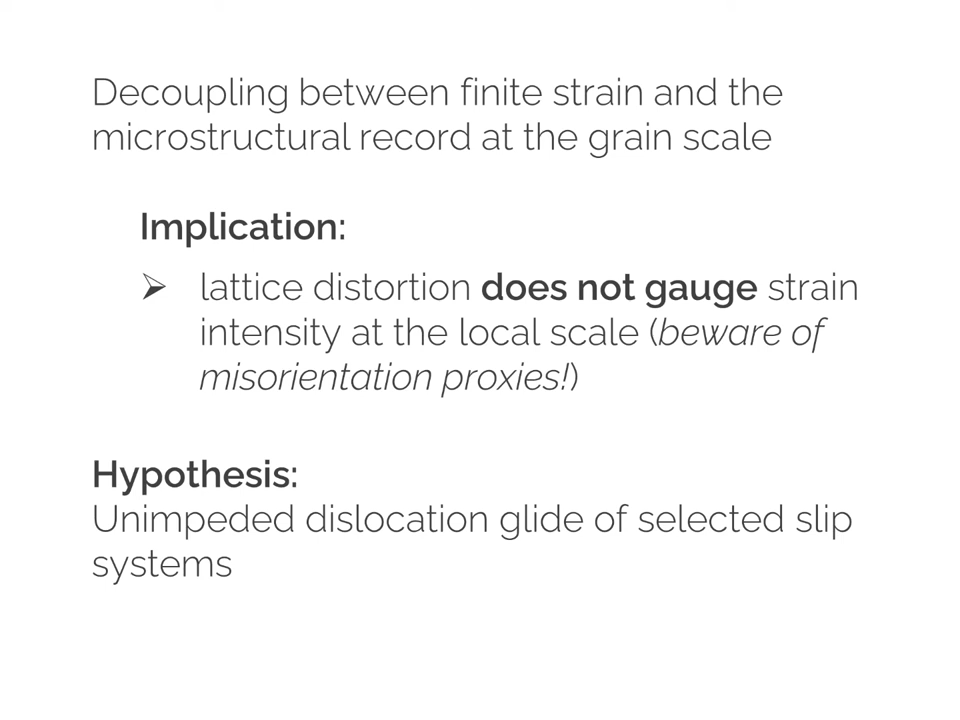 Decoupling between finite strain and the
microstructural record at the grain scale
Implication:
➢ lattice distortion does not gauge strain
intensity at the local scale (beware of
misorientation proxies!)
Hypothesis:
Unimpeded dislocation glide of selected slip
systems